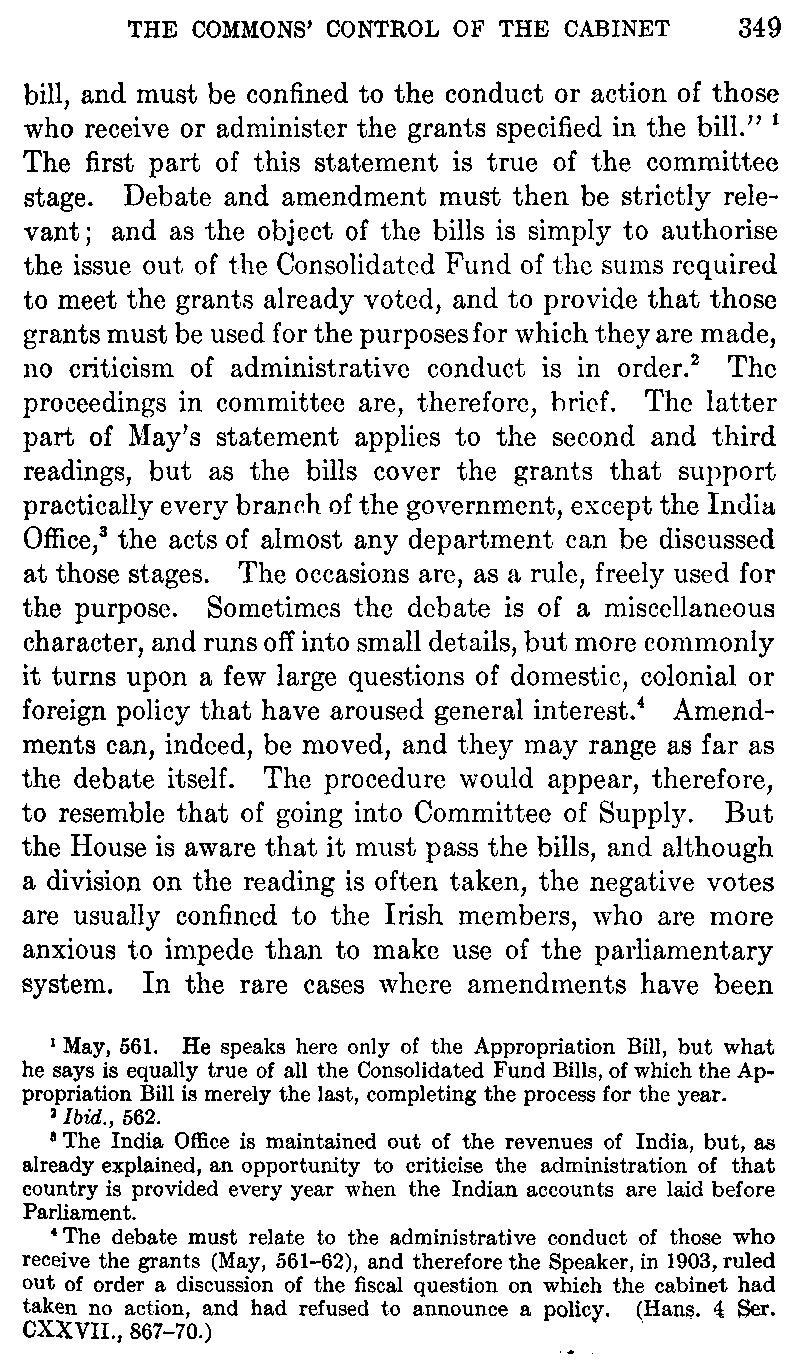 THE COMMONS' CONTROL OF THE CABINET 349
bill, and must be confined to the conduct or action of those
who receive or administer the grants specified in the bill." ¹
The first part of this statement is true of the committee
stage. Debate and amendment must then be strictly rele-
vant; and as the object of the bills is simply to authorise
the issue out of the Consolidated Fund of the sums required
to meet the grants already voted, and to provide that those
grants must be used for the purposes for which they are made,
no criticism of administrative conduct is in order.² The
proceedings in committee are, therefore, brief. The latter
part of May's statement applies to the second and third
readings, but as the bills cover the grants that support
practically every branch of the government, except the India
Office,³ the acts of almost any department can be discussed
at those stages. The occasions are, as a rule, freely used for
the purpose. Sometimes the debate is of a miscellaneous
character, and runs off into small details, but more commonly
it turns upon a few large questions of domestic, colonial or
foreign policy that have aroused general interest.⁴ Amend-
ments can, indeed, be moved, and they may range as far as
the debate itself. The procedure would appear, therefore,
to resemble that of going into Committee of Supply. But
the House is aware that it must pass the bills, and although
a division on the reading is often taken, the negative votes
are usually confined to the Irish members, who are more
anxious to impede than to make use of the parliamentary
system. In the rare cases where amendments have been
¹ May, 561. He speaks here only of the Appropriation Bill, but what
he says is equally true of all the Consolidated Fund Bills, of which the Ap-
propriation Bill is merely the last, completing the process for the year.
² Ibid., 562.
³ The India Office is maintained out of the revenues of India, but, as
already explained, an opportunity to criticise the administration of that
country is provided every year when the Indian accounts are laid before
Parliament.
⁴ The debate must relate to the administrative conduct of those who
receive the grants (May, 561–62), and therefore the Speaker, in 1903, ruled
out of order a discussion of the fiscal question on which the cabinet had
taken no action, and had refused to announce a policy. (Hans. 4 Ser.
CXXVII., 867–70.)